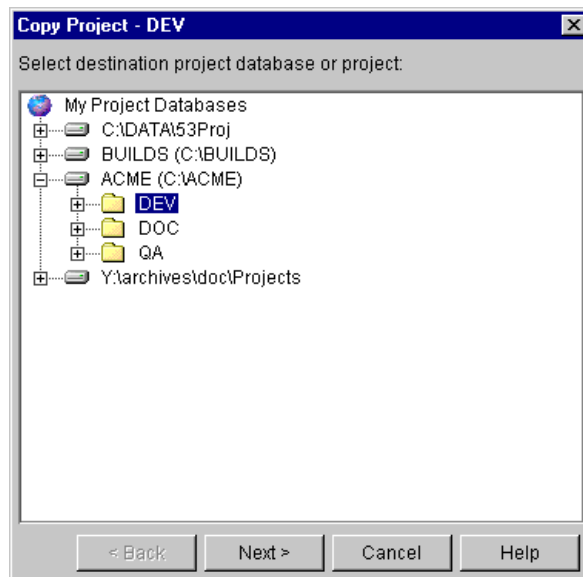 Copy Project - DEV
Select destination project database or project:
My Project Databases
C:\DATA\53Proj
BUILDS (C:\BUILDS)
ACME (C:\ACME)
DEV
DOC
QA
Y:\archives\doc\Projects
< Back Next > Cancel Help